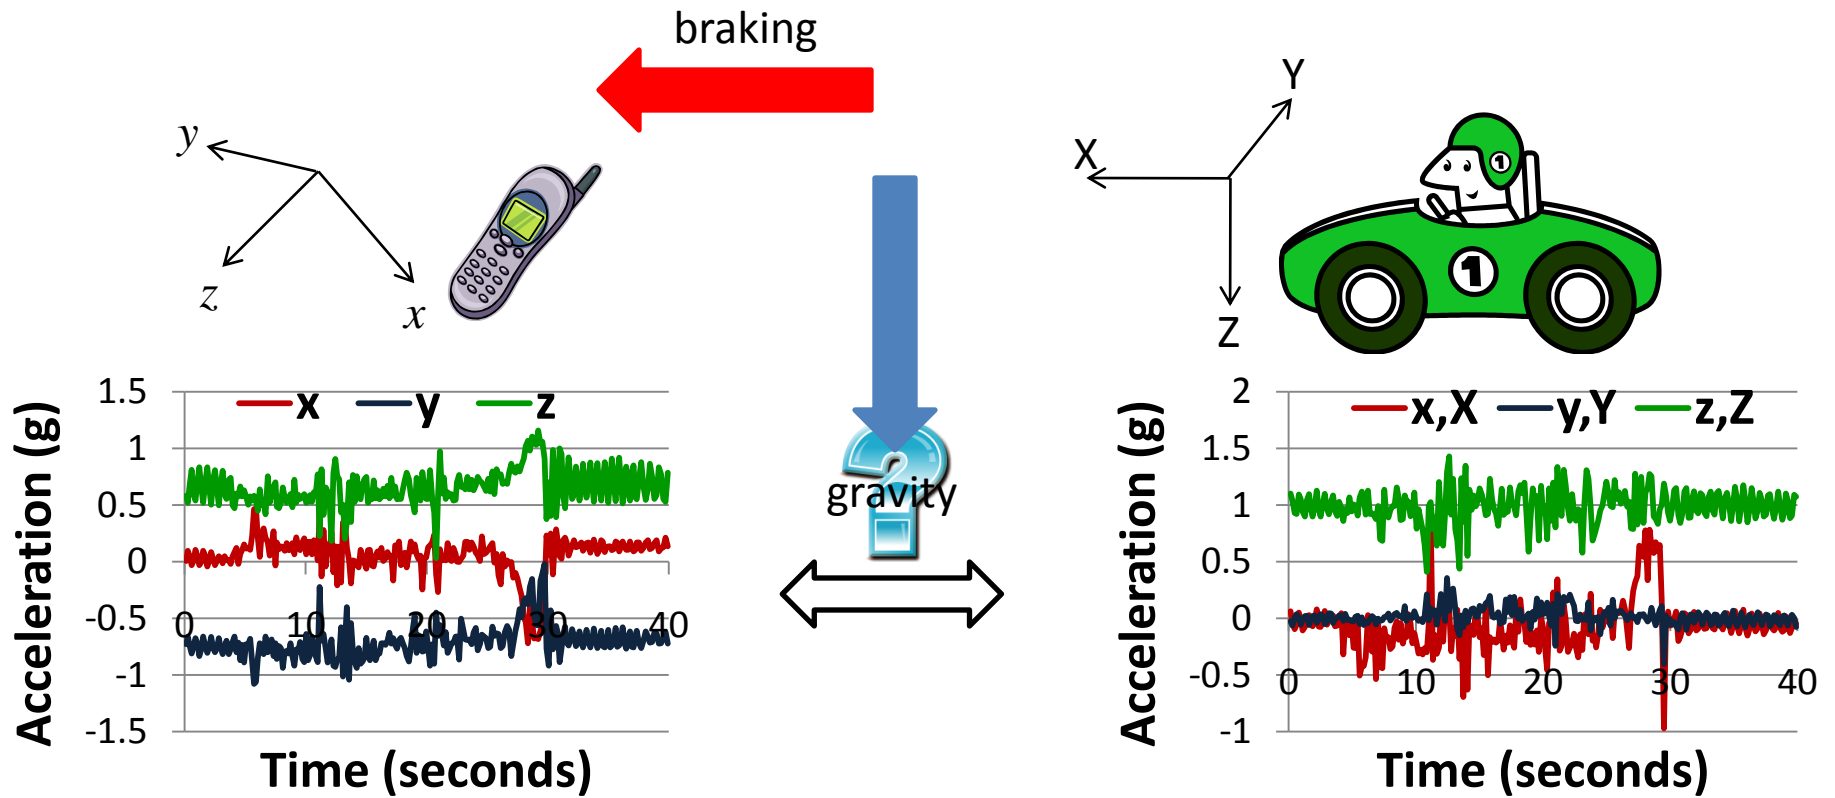 braking
y
z
x
X
Y
Z
1
1
gravity
?
Acceleration (g)
1.5
1
0.5
0
-0.5
-1
-1.5
x y z
0 10 20 30 40
Time (seconds)
Acceleration (g)
2
1.5
1
0.5
0
-0.5
-1
x,X y,Y z,Z
0 10 20 30 40
Time (seconds)